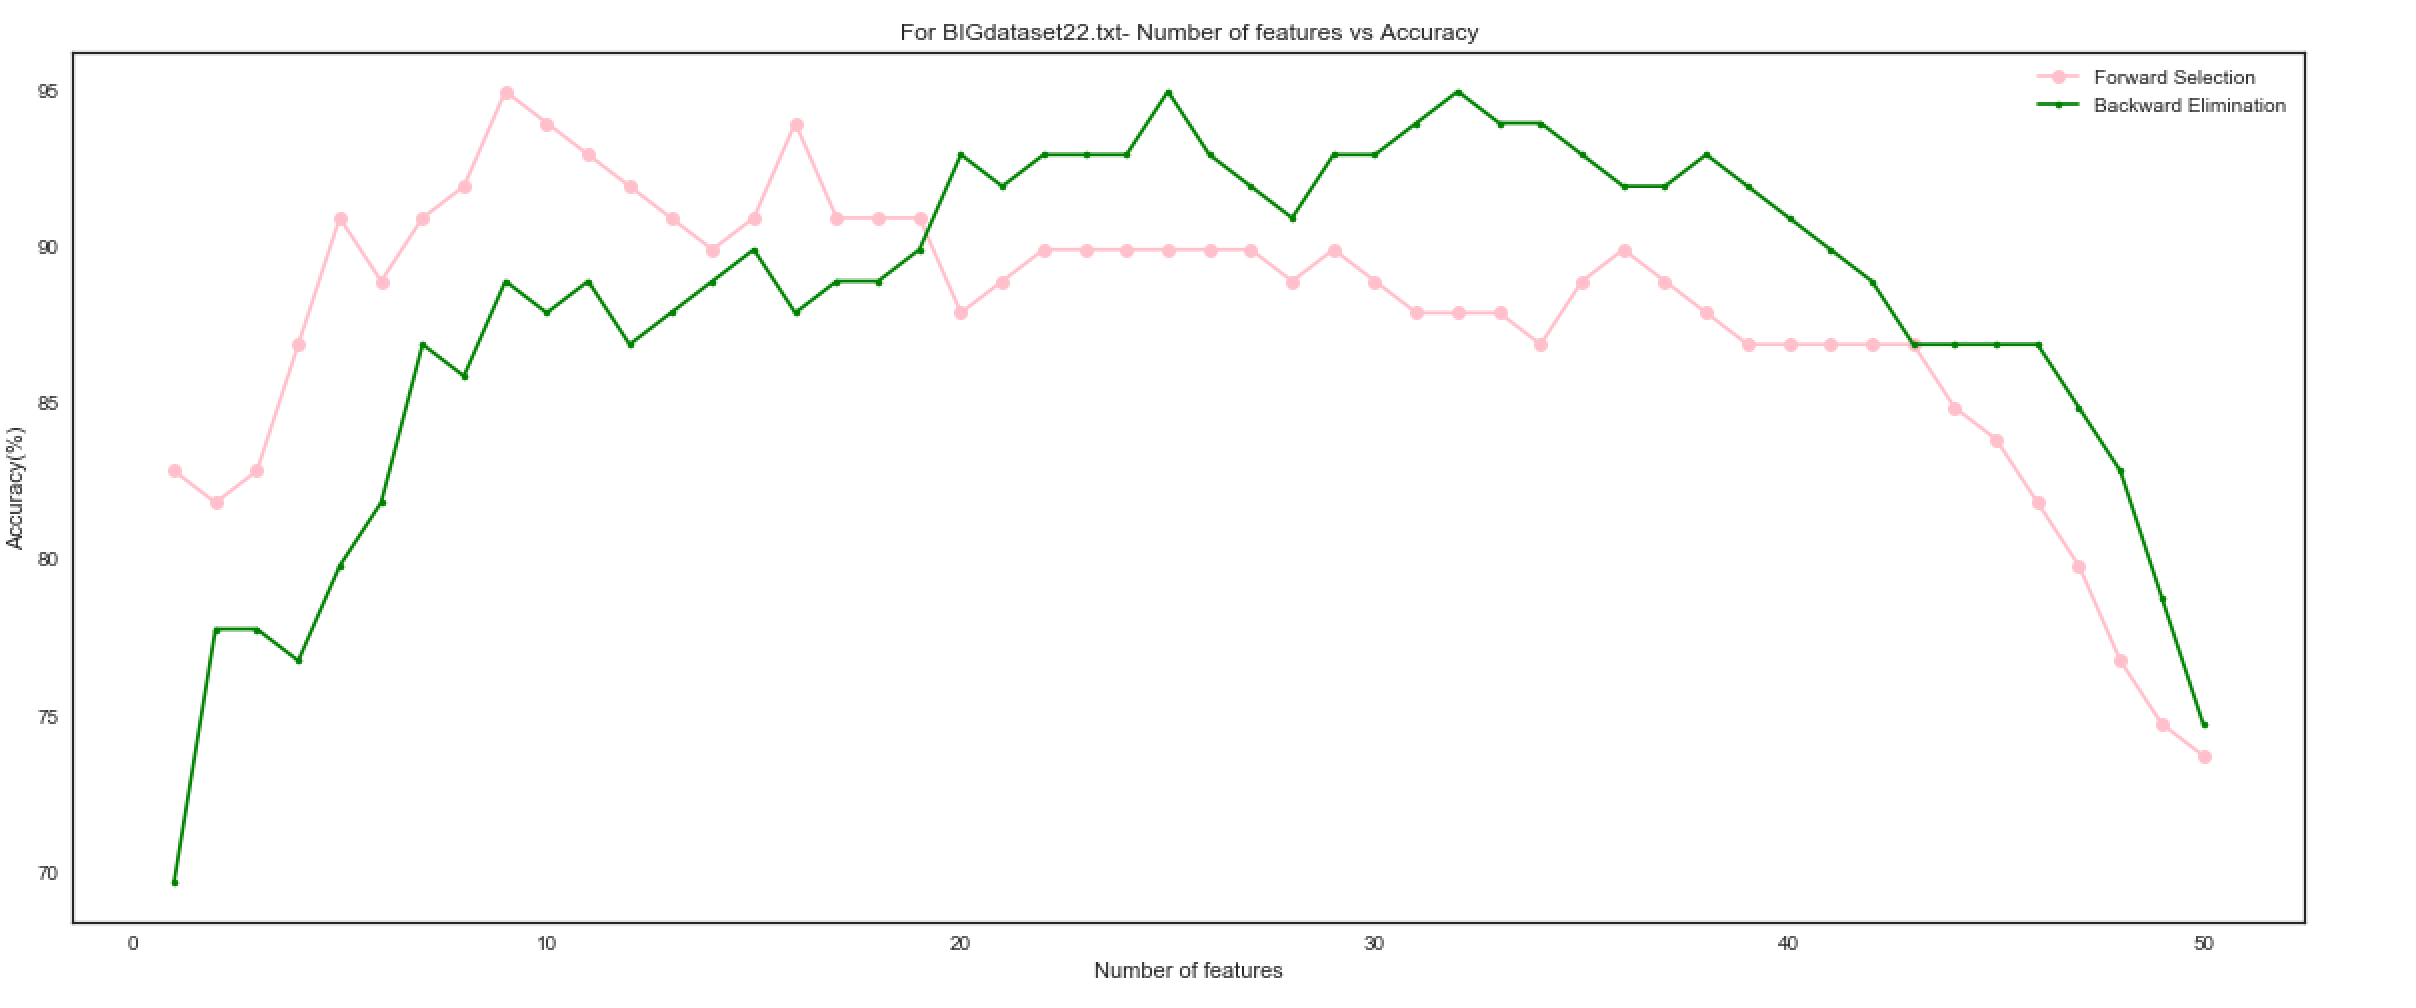 For BIGdataset22.txt- Number of features vs Accuracy
Forward Selection
Backward Elimination
95
90
85
80
75
70
Accuracy(%)
0 10 20 30 40 50
Number of features